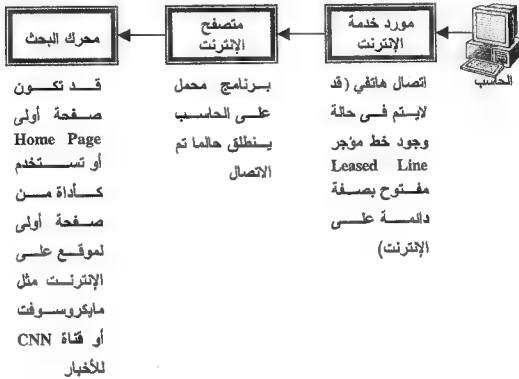 الحاسب
مورد خدمة
الإنترنت
اتصال هاتفي (قد
لايتم فى حالة
وجود خط مؤجر
Leased Line
مفتوح بصفة
دائمة على
الإنترنت)
متصفح
الإنترنت
برنامج محمل
على الحاسب
ينطلق حالما تم
الاتصال
محرك البحث
قد تكون
صفحة أولى
Home Page
أو تستخدم
كأداة من
صفحة أولى
لموقع على
الإنترنت مثل
مايكروسوفت
أو قناة CNN
للأخبار